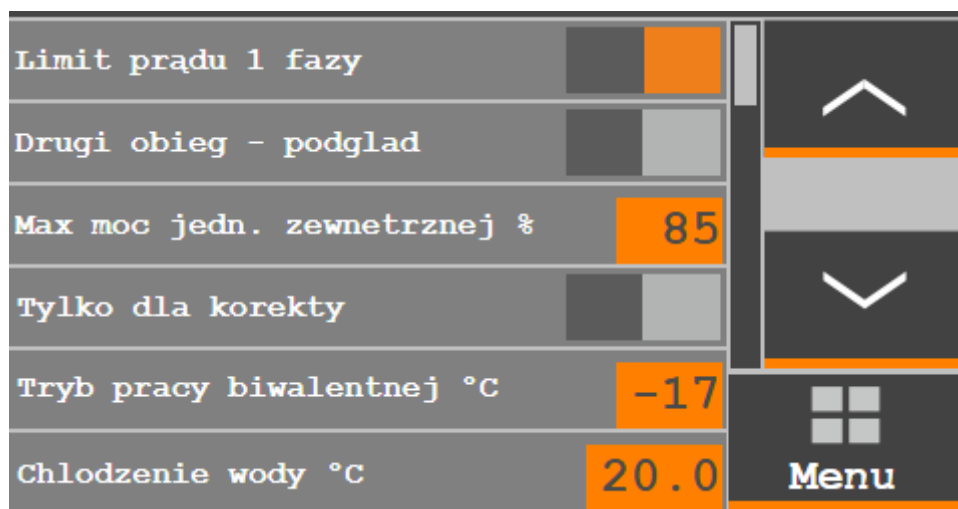 Limit prądu 1 fazy
Drugi obieg - podglad
Max moc jedn. zewnetrznej % 85
Tylko dla korekty
Tryb pracy biwalentnej °C -17
Chlodzenie wody °C 20.0
Menu